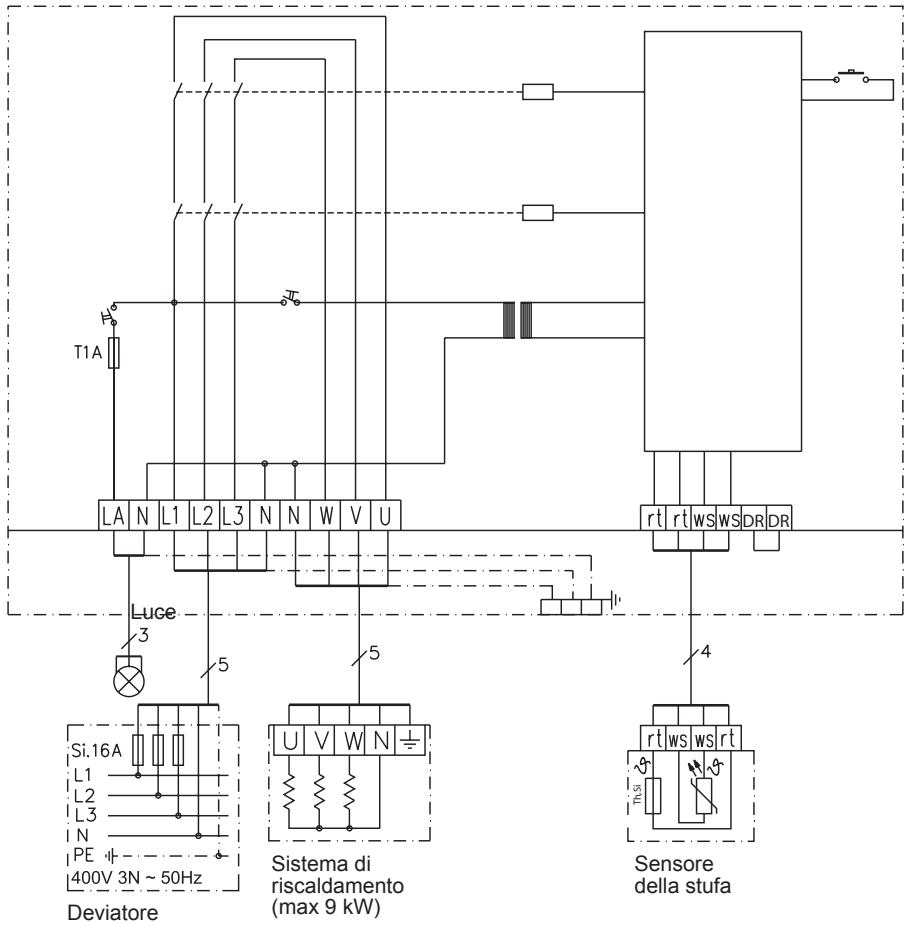 T1A
LA N L1 L2 L3 N N W V U
rt rt ws ws DR DR
Luce
3
5
5
4
Si.16A
L1
L2
L3
N
PE
400V 3N ~ 50Hz
Deviatore
U V W N
Sistema di
riscaldamento
(max 9 kW)
rt ws ws rt
ϑ
ϑ
Th.Si
Sensore
della stufa